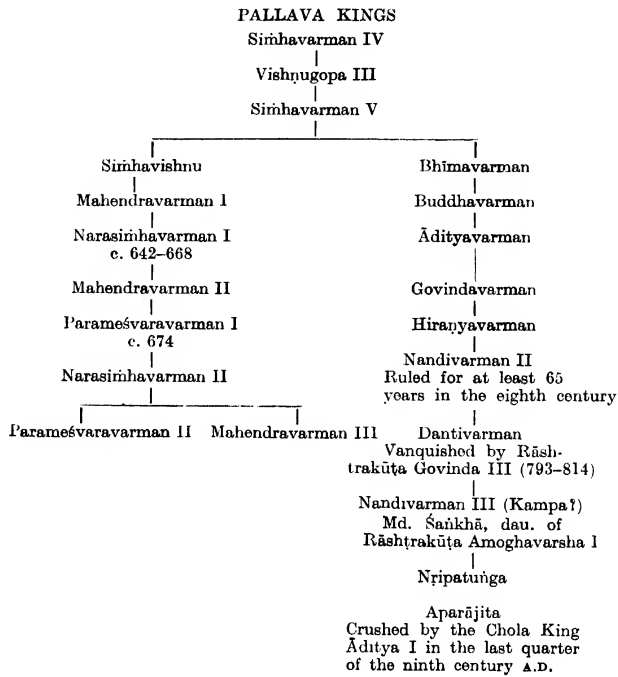 PALLAVA KINGS
Siṁhavarman IV
Vishṇugopa III
Siṁhavarman V
Siṁhavishnu
Mahendravarman I
Narasiṁhavarman I
c. 642–668
Mahendravarman II
Parameśvaravarman I
c. 674
Narasiṁhavarman II
Parameśvaravarman II
Mahendravarman III
Bhīmavarman
Buddhavarman
Ādityavarman
Govindavarman
Hiraṇyavarman
Nandivarman II
Ruled for at least 65
years in the eighth century
Dantivarman
Vanquished by Rāsh-
trakūṭa Govinda III (793–814)
Nandivarman III (Kampa?)
Md. Śaṅkhā, dau. of
Rāshṭrakūṭa Amoghavarsha I
Nṛipatuṅga
Aparājita
Crushed by the Chola King
Āditya I in the last quarter
of the ninth century A.D.